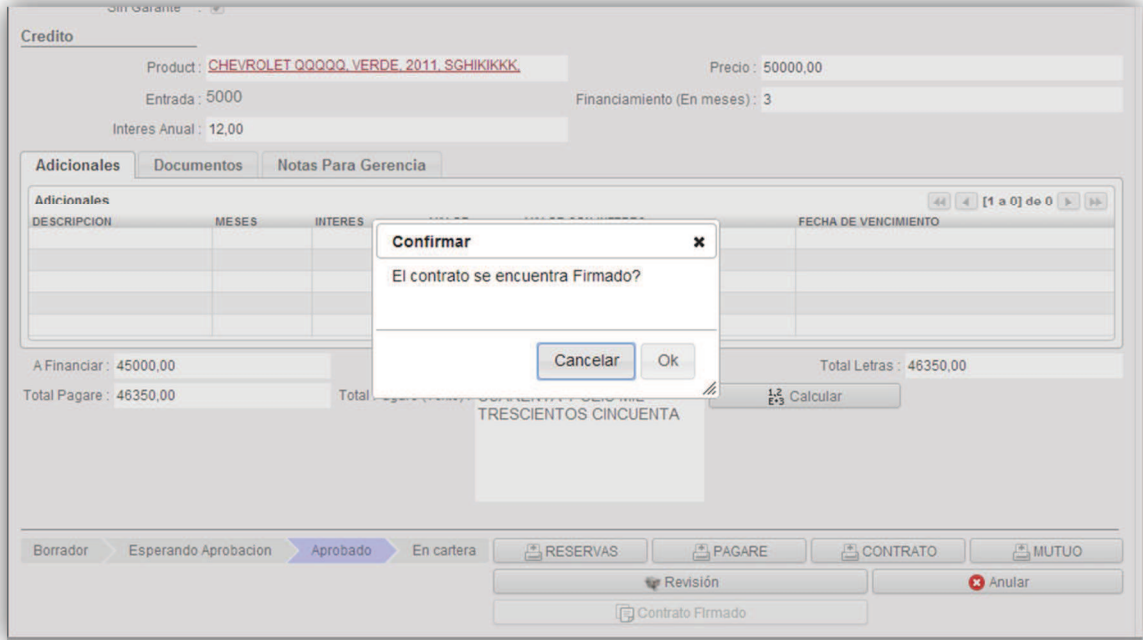 Sin Garante :
Credito
Product : CHEVROLET QQQQQ, VERDE, 2011, SGHIKIKKK, Precio : 50000,00
Entrada : 5000 Financiamiento (En meses) : 3
Interes Anual : 12,00
Adicionales Documentos Notas Para Gerencia
Adicionales [1 a 0] de 0
DESCRIPCION MESES INTERES FECHA DE VENCIMIENTO
Confirmar
El contrato se encuentra Firmado?
Cancelar Ok
A Financiar : 45000,00 Total Letras : 46350,00
Total Pagare : 46350,00 Total Calcular
TRESCIENTOS CINCUENTA
Borrador Esperando Aprobacion Aprobado En cartera RESERVAS PAGARE CONTRATO MUTUO
Revisión Anular
Contrato Firmado